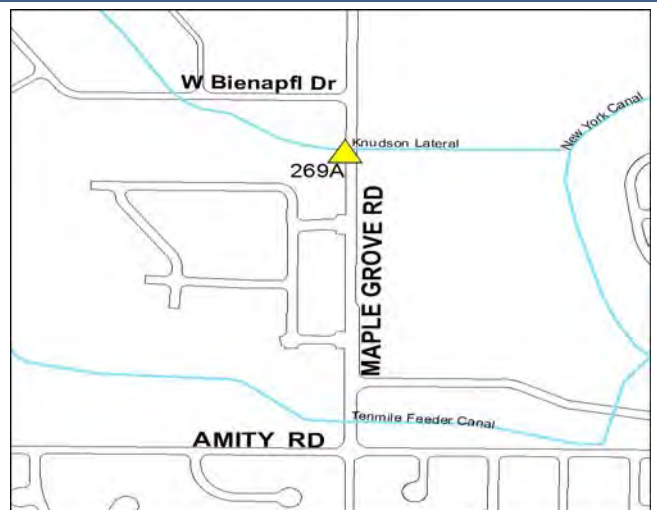 W Bienapfl Dr
New York Canal
Knudson Lateral
269A
MAPLE GROVE RD
Tenmile Feeder Canal
AMITY RD